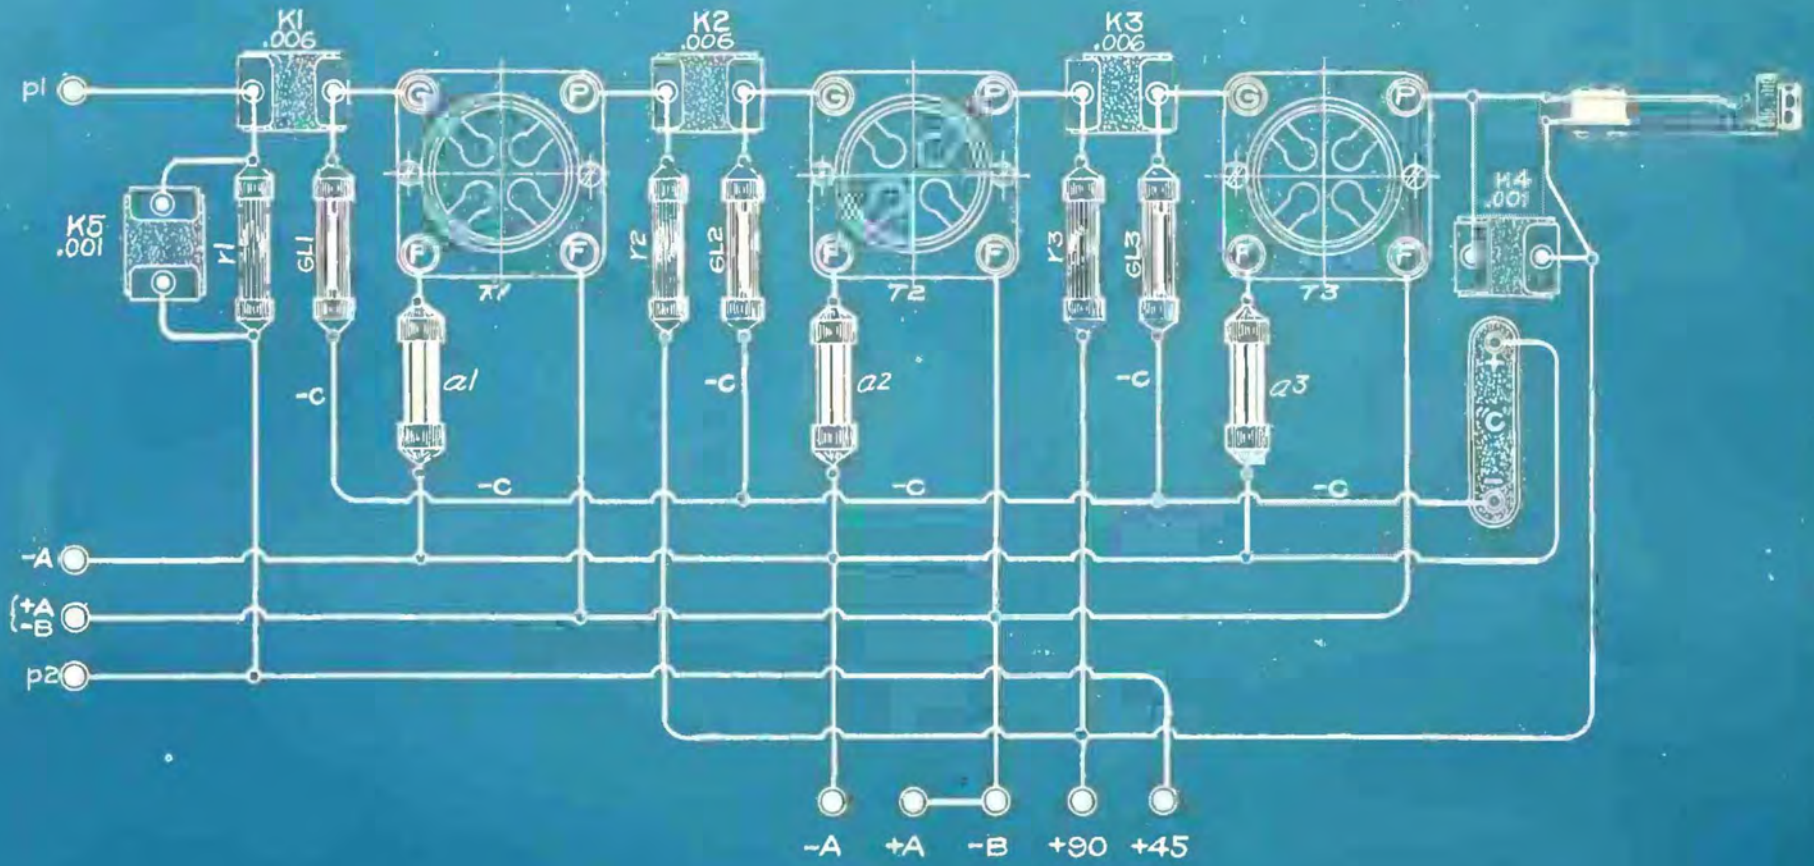 K1
.006
K2
.006
K3
.006
p1
G
P
G
P
G
P
K5
.001
r1
GL1
r2
GL2
r3
GL3
K4
.001
F
F
F
F
F
F
T2
T3
a1
a2
a3
-C
-C
-C
+
"C"
-
-C
-C
-C
-A
{+A
-B
p2
-A +A -B +90 +45